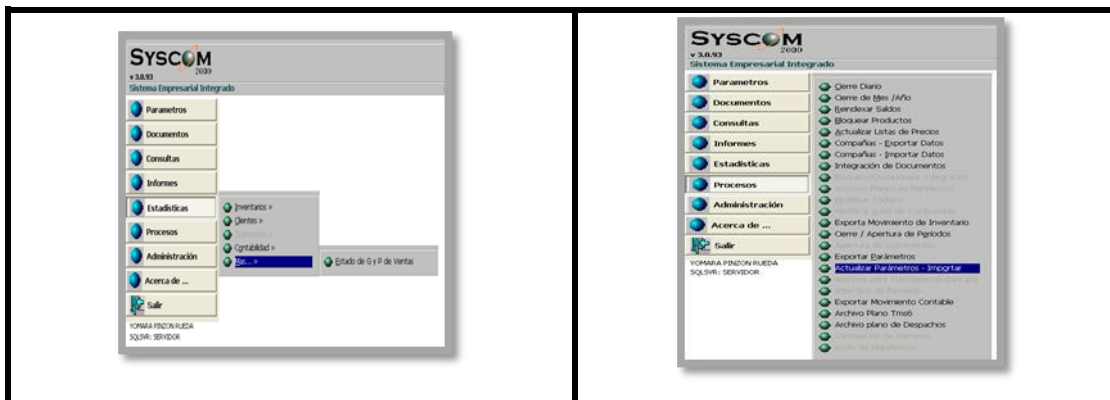 SYSCOM
2000
v 3.0.93
Sistema Empresarial Integrado
Parametros
Documentos
Consultas
Informes
Estadísticas
Procesos
Administración
Acerca de ...
Salir
Inventarios »
Clientes »
Contabilidad »
Mas... »
Estado de G y P de Ventas
YOMARA PINZON RUEDA
SQLSVR: SERVIDOR
SYSCOM
2000
v 3.0.93
Sistema Empresarial Integrado
Parametros
Documentos
Consultas
Informes
Estadísticas
Procesos
Administración
Acerca de ...
Salir
YOMARA PINZON RUEDA
SQLSVR: SERVIDOR
Cierre Diario
Cierre de Mes /Año
Reindexar Saldos
Bloquear Productos
Actualizar Listas de Precios
Compañias - Exportar Datos
Compañias - Importar Datos
Integración de Documentos
Exporta Movimiento de Inventario
Cierre / Apertura de Periodos
Exportar Parámetros
Actualizar Parámetros - Importar
Exportar Movimiento Contable
Archivo Plano Tms6
Archivo plano de Despachos